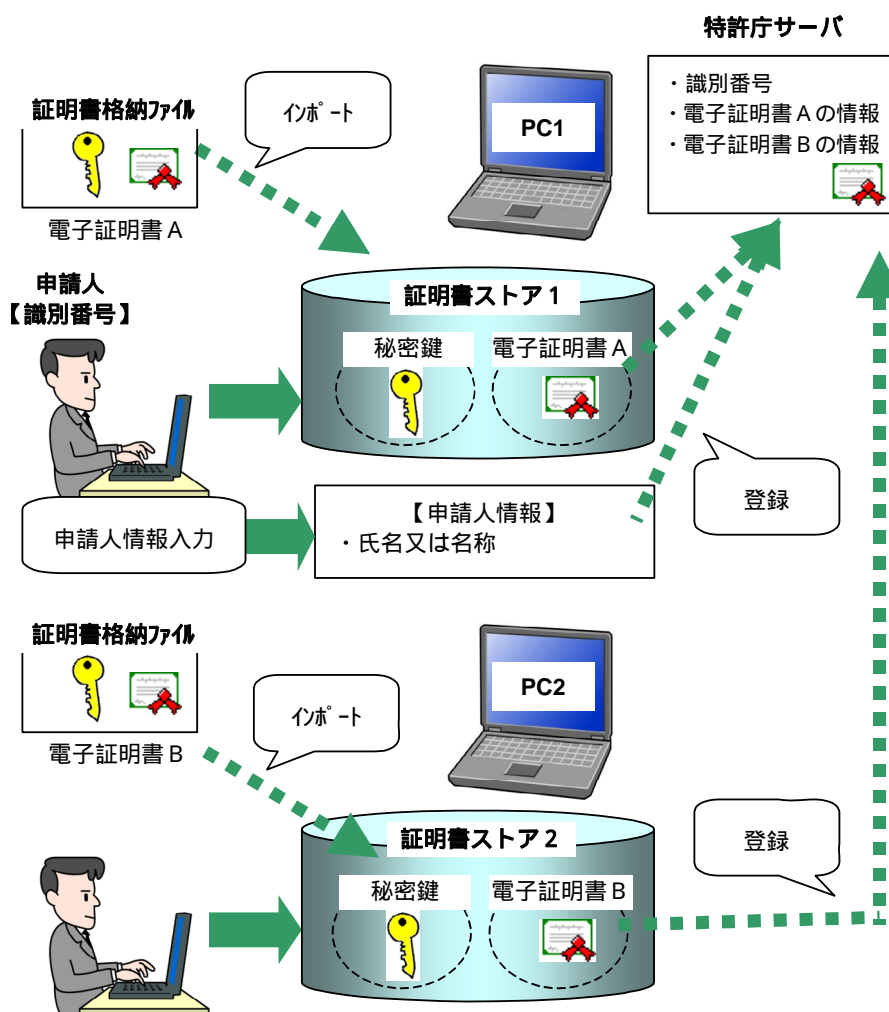 特許庁サーバ
・識別番号
・電子証明書Aの情報
・電子証明書Bの情報
証明書格納ﾌｧｲﾙ
ｲﾝﾎﾟｰﾄ
PC1
電子証明書A
申請人
【識別番号】
証明書ストア1
秘密鍵
電子証明書A
登録
申請人情報入力
【申請人情報】
・氏名又は名称
証明書格納ﾌｧｲﾙ
ｲﾝﾎﾟｰﾄ
PC2
電子証明書B
証明書ストア2
登録
秘密鍵
電子証明書B